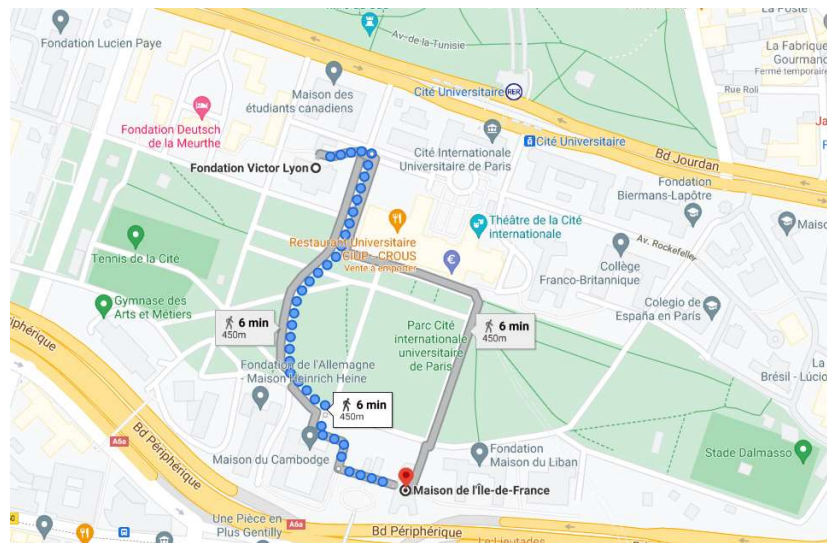 La Poste
Fondation Lucien Paye
Av. de la Tunisie
La Fabrique
Gourmand
Fermé temporaire
Maison des
étudiants canadiens
Cité Universitaire
RER
Rue Roli
Fondation Deutsch
de la Meurthe
Cité Internationale
Universitaire de Paris
Cité Universitaire
Bd Jourdan
Fondation Victor Lyon
Fondation
Biermans-Lapôtre
Théâtre de la Cité
internationale
Restaurant Universitaire
CIUP - CROUS
Vente à emporter
Av. Rockefeller
Maiso
Tennis de la Cité
Collège
Franco-Britannique
Gymnase des
Arts et Métiers
Colegio de
España en París
6 min
450m
Parc Cité
internationale
universitaire
de Paris
6 min
450m
Périphérique
Fondation de l'Allemagne
- Maison Heinrich Heine
La
Brésil - Lucio
6 min
450m
A6a
Bd Périphérique
Maison du Cambodge
Fondation
Maison du Liban
Stade Dalmasso
Maison de l'Île-de-France
Une Pièce en
Plus Gentilly
A6a
Bd Périphérique